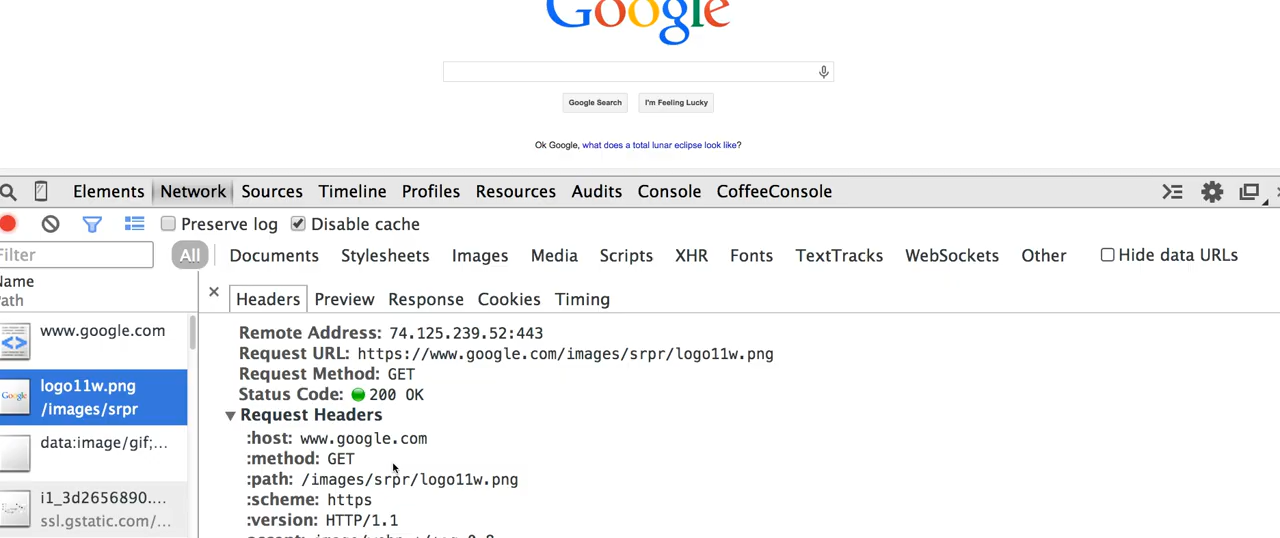 Google
Google Search I'm Feeling Lucky
Ok Google, what does a total lunar eclipse look like?
Elements Network Sources Timeline Profiles Resources Audits Console CoffeeConsole
Preserve log Disable cache
Filter All Documents Stylesheets Images Media Scripts XHR Fonts TextTracks WebSockets Other Hide data URLs
Name
Path
Headers Preview Response Cookies Timing
www.google.com
logo11w.png
/images/srpr
data:image/gif;...
i1_3d2656890....
ssl.gstatic.com/...
Remote Address: 74.125.239.52:443
Request URL: https://www.google.com/images/srpr/logo11w.png
Request Method: GET
Status Code: 200 OK
Request Headers
:host: www.google.com
:method: GET
:path: /images/srpr/logo11w.png
:scheme: https
:version: HTTP/1.1